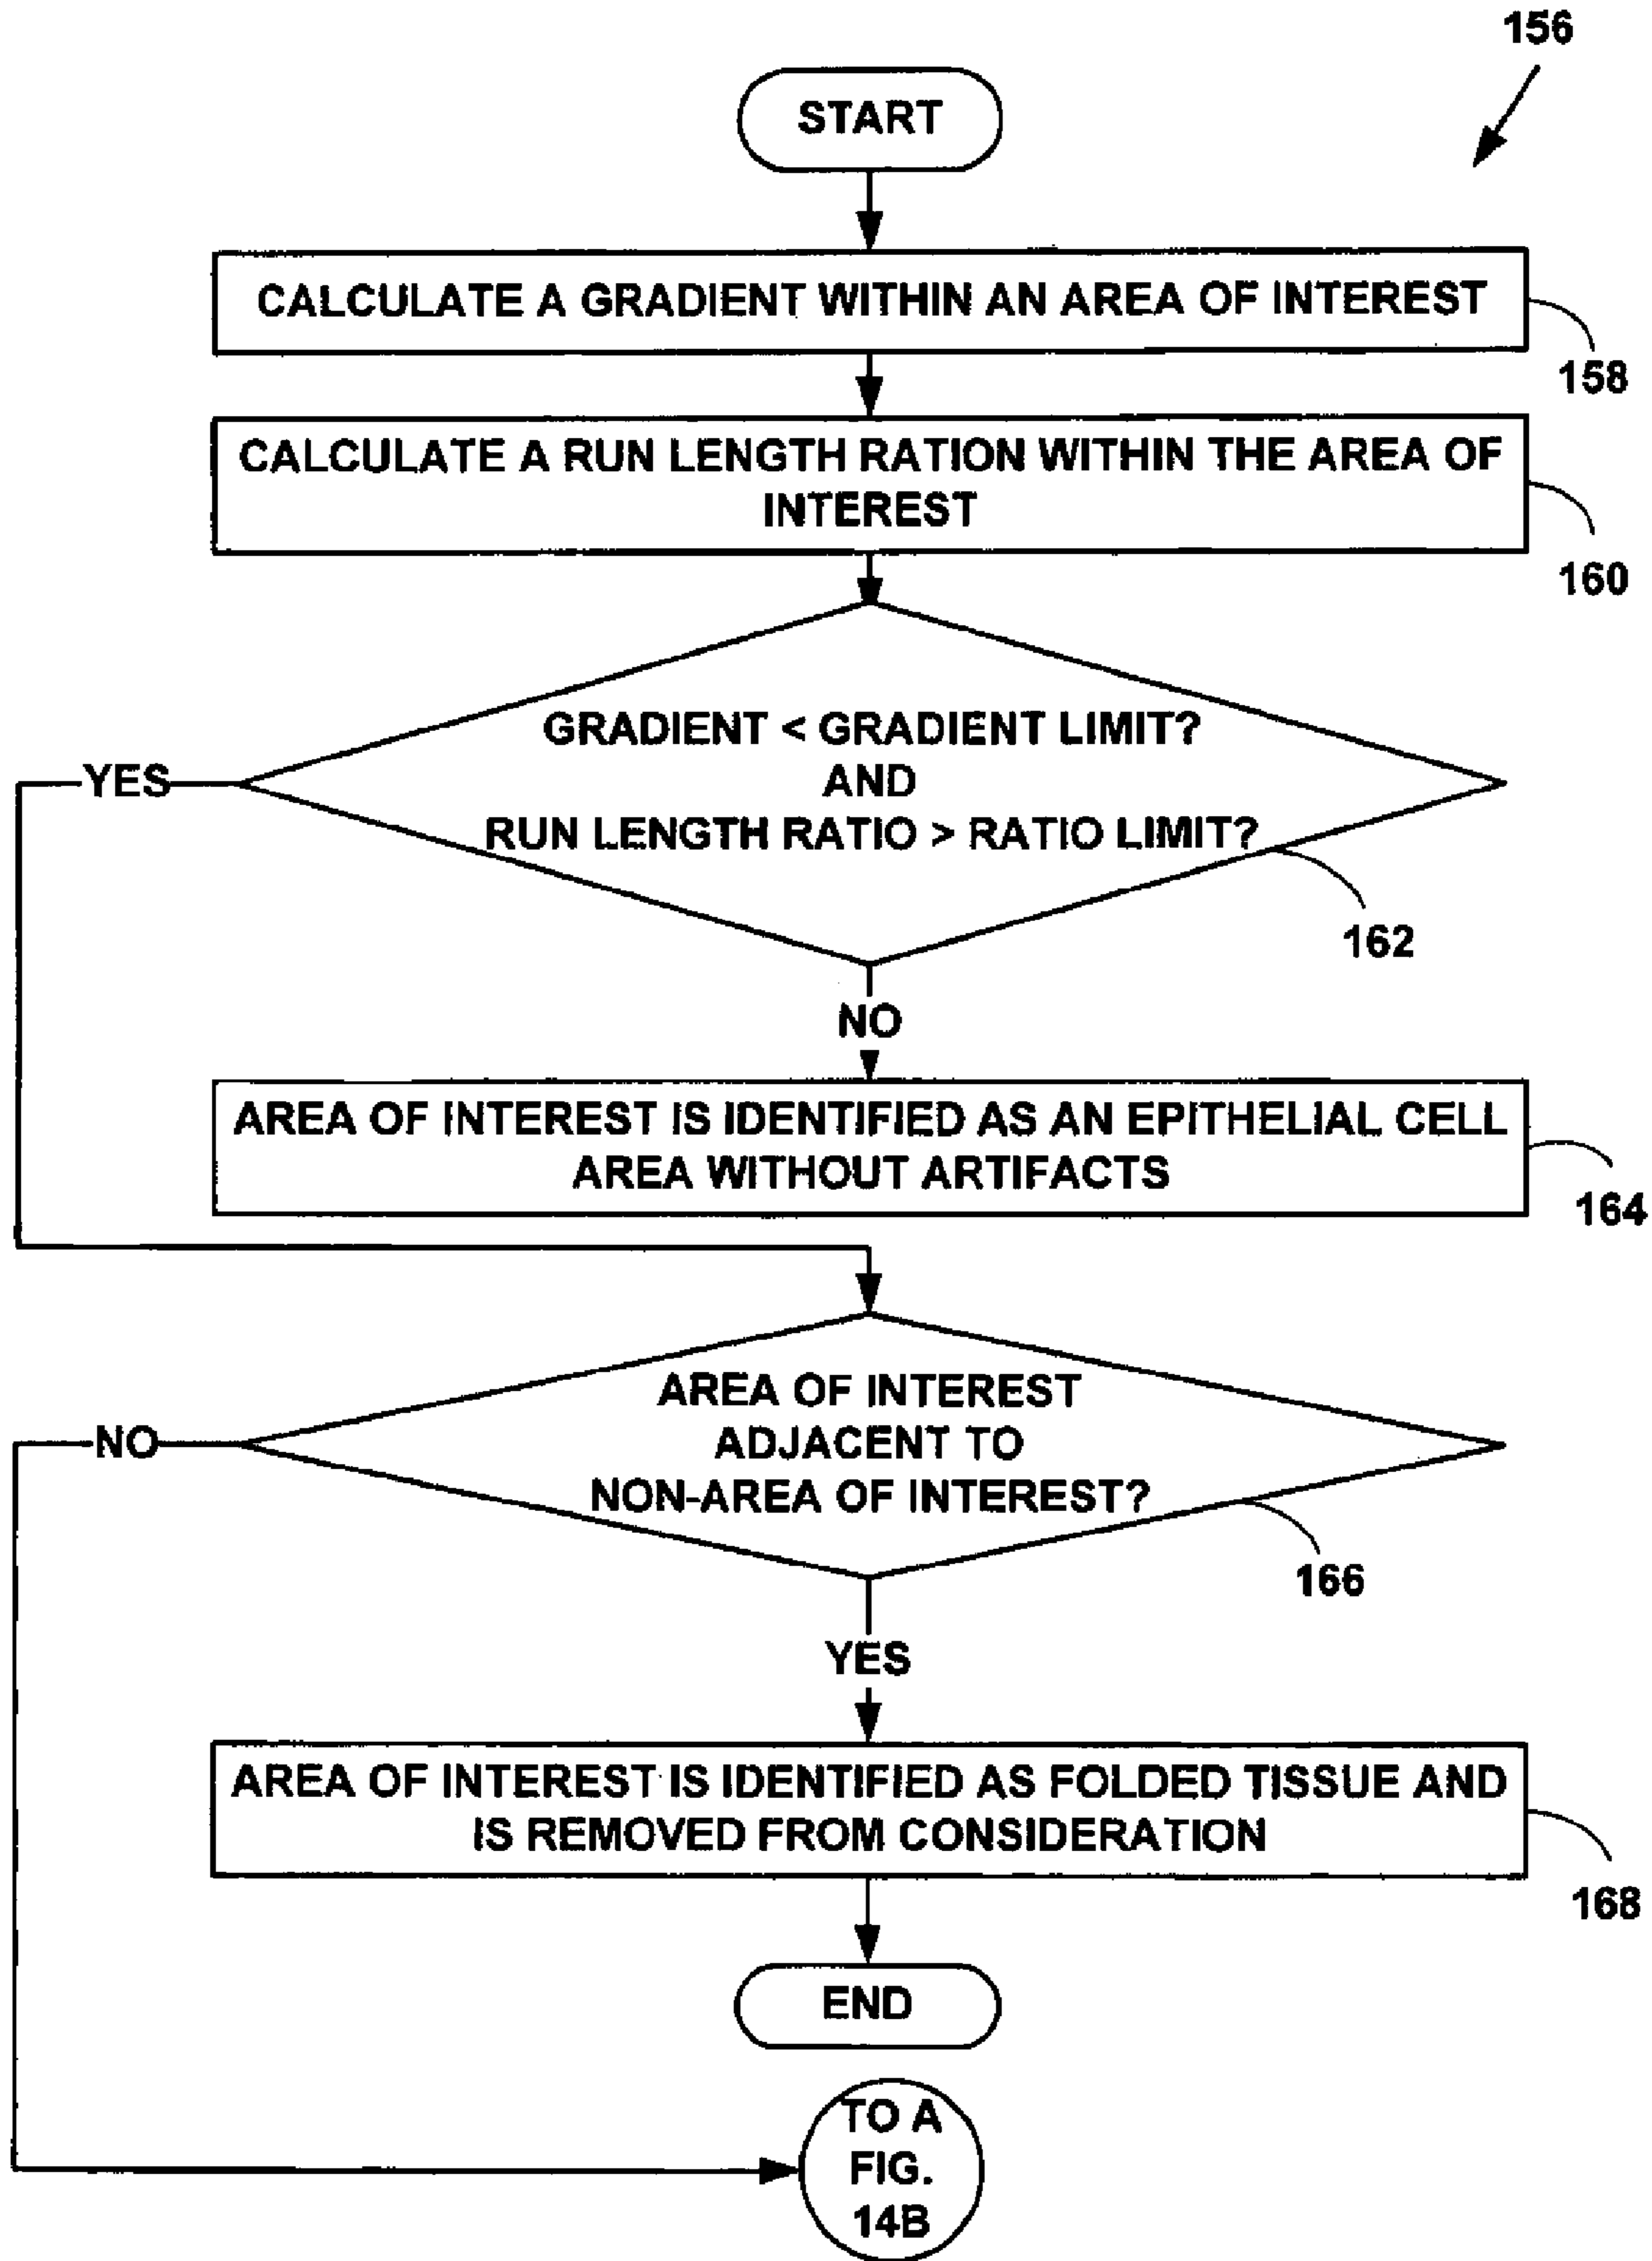 156
START
CALCULATE A GRADIENT WITHIN AN AREA OF INTEREST
158
CALCULATE A RUN LENGTH RATION WITHIN THE AREA OF
INTEREST
160
GRADIENT < GRADIENT LIMIT?
AND
RUN LENGTH RATIO > RATIO LIMIT?
YES
162
NO
AREA OF INTEREST IS IDENTIFIED AS AN EPITHELIAL CELL
AREA WITHOUT ARTIFACTS
164
AREA OF INTEREST
ADJACENT TO
NON-AREA OF INTEREST?
NO
166
YES
AREA OF INTEREST IS IDENTIFIED AS FOLDED TISSUE AND
IS REMOVED FROM CONSIDERATION
168
END
TO A
FIG.
14B